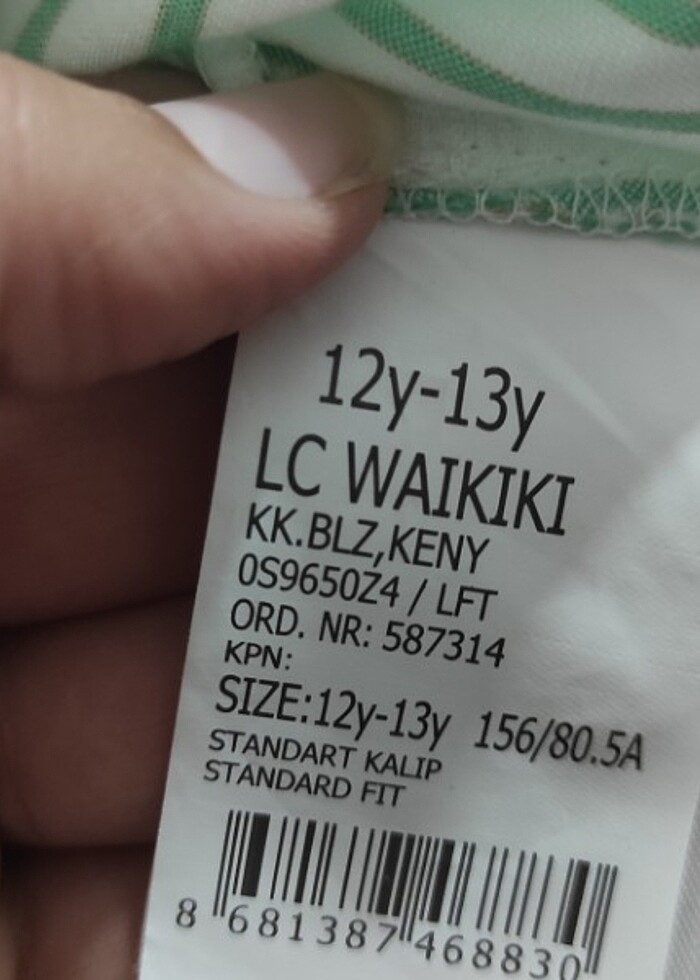 12y-13y
LC WAIKIKI
KK.BLZ,KENY
0S9650Z4 / LFT
ORD. NR: 587314
KPN:
SIZE:12y-13y 156/80.5A
STANDART KALIP
STANDARD FIT
8 681387 468830